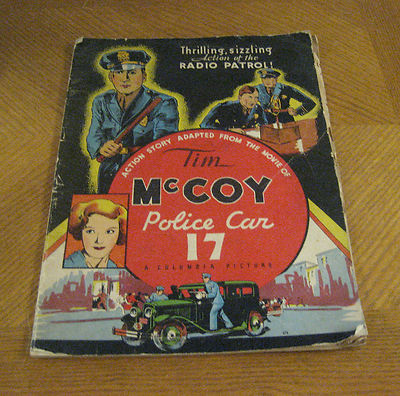 Thrilling, sizzling
Action of the
RADIO PATROL!
ACTION STORY ADAPTED FROM THE MOVIE OF
Tim
McCOY
Police Car
17
A COLUMBIA PICTURE